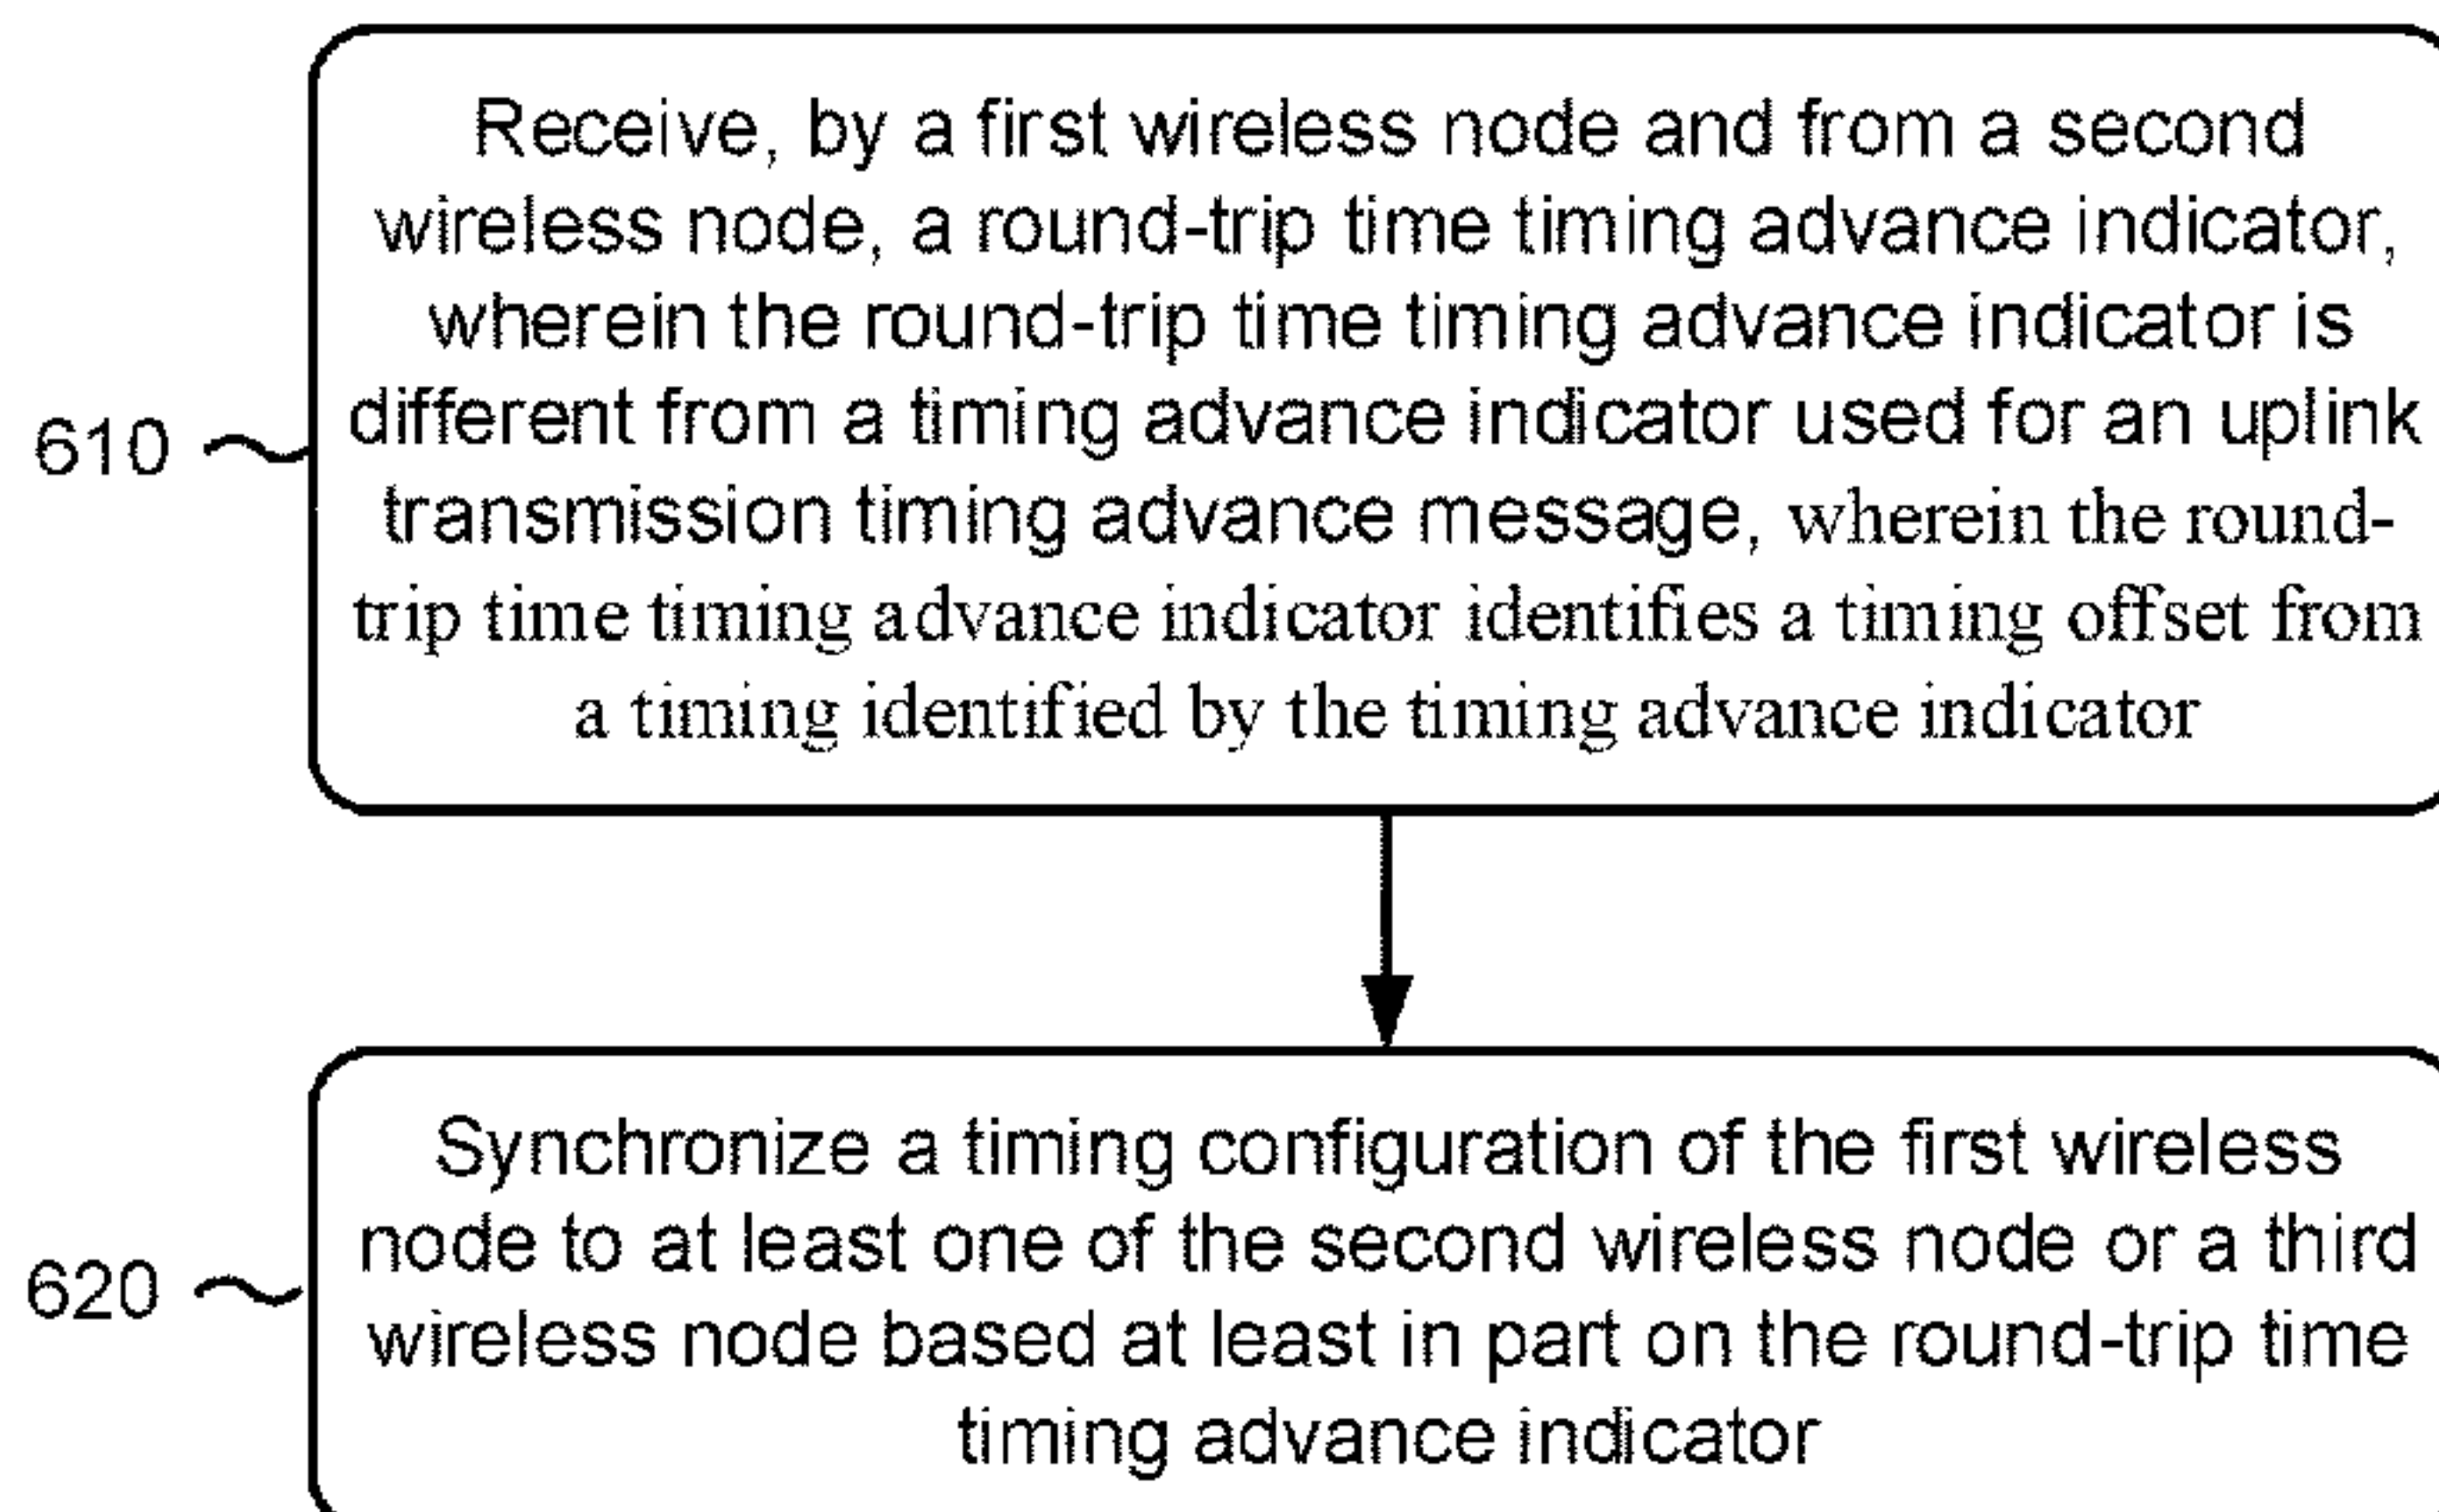 Receive, by a first wireless node and from a second
wireless node, a round-trip time timing advance indicator,
wherein the round-trip time timing advance indicator is
different from a timing advance indicator used for an uplink
transmission timing advance message, wherein the round-
trip time timing advance indicator identifies a timing offset from
a timing identified by the timing advance indicator
610
Synchronize a timing configuration of the first wireless
node to at least one of the second wireless node or a third
wireless node based at least in part on the round-trip time
timing advance indicator
620